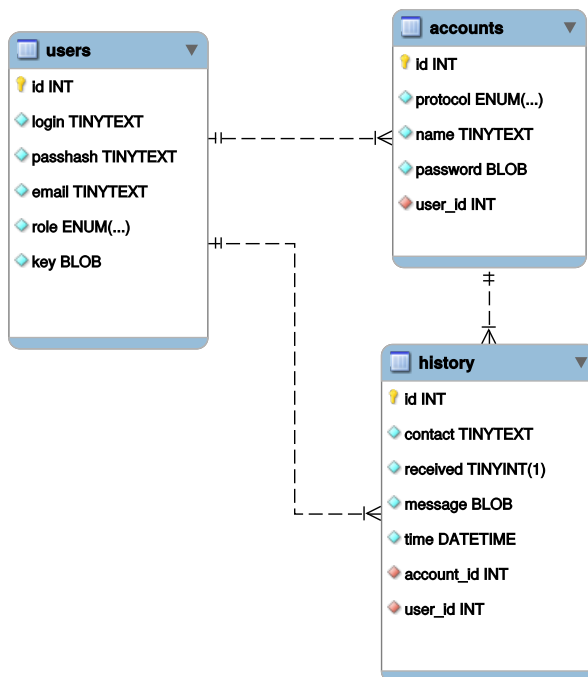 users
id INT
login TINYTEXT
passhash TINYTEXT
email TINYTEXT
role ENUM(...)
key BLOB
accounts
id INT
protocol ENUM(...)
name TINYTEXT
password BLOB
user_id INT
history
id INT
contact TINYTEXT
received TINYINT(1)
message BLOB
time DATETIME
account_id INT
user_id INT